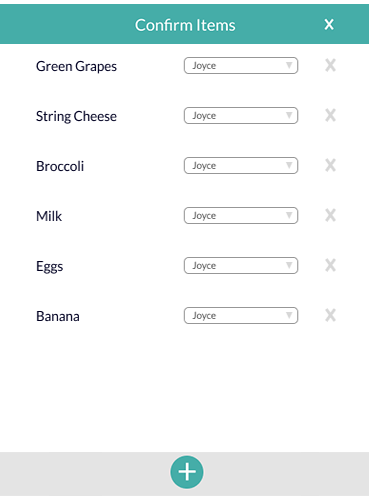 Confirm Items X
Green Grapes Joyce X
String Cheese Joyce X
Broccoli Joyce X
Milk Joyce X
Eggs Joyce X
Banana Joyce X
+